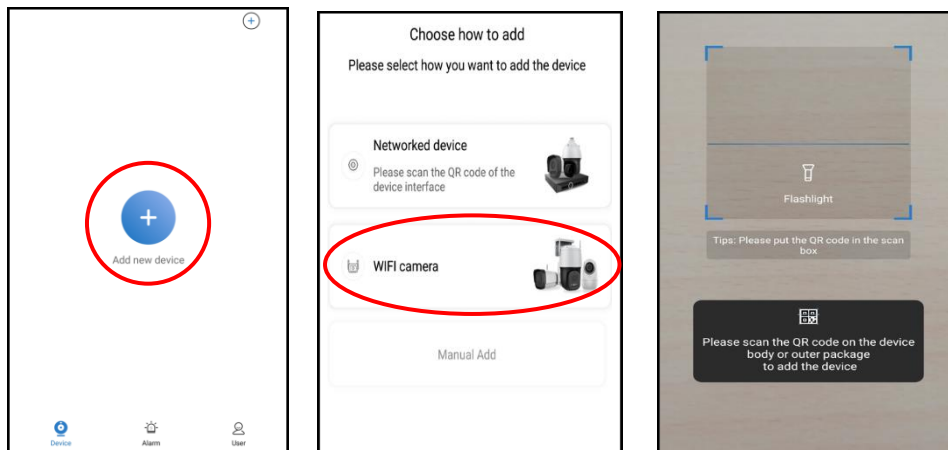 Add new device
Device
Alarm
User
Choose how to add
Please select how you want to add the device
Networked device
Please scan the QR code of the
device interface
WIFI camera
Manual Add
Flashlight
Tips: Please put the QR code in the scan
box
Please scan the QR code on the device
body or outer package
to add the device